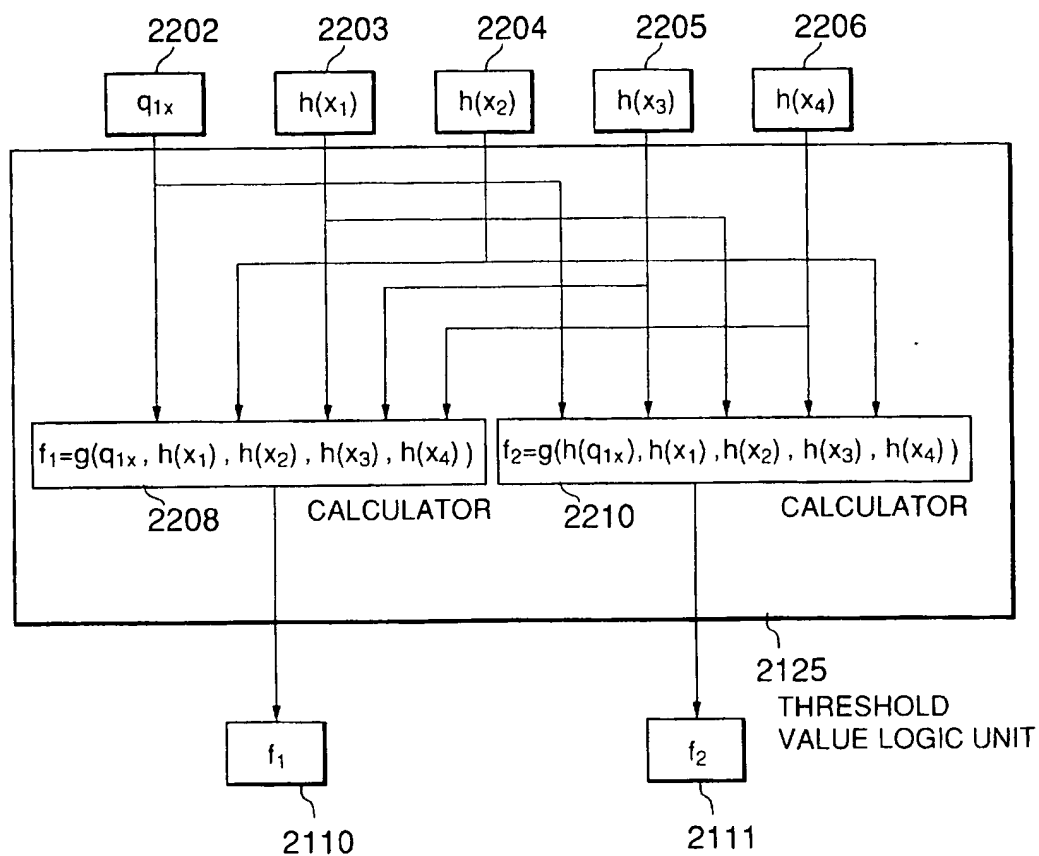 2202 2203 2204 2205 2206
q1x h(x1) h(x2) h(x3) h(x4)
f1=g(q1x, h(x1), h(x2), h(x3), h(x4)) f2=g(h(q1x), h(x1), h(x2), h(x3), h(x4))
2208 CALCULATOR 2210 CALCULATOR
2125
THRESHOLD
VALUE LOGIC UNIT
f1 f2
2110 2111